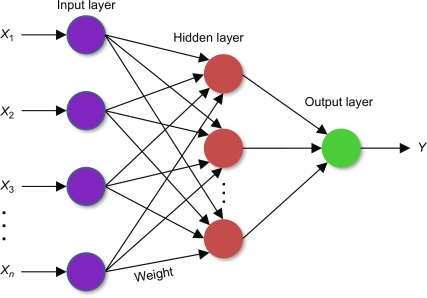 Input layer
Hidden layer
Output layer
X1
X2
X3
Xn
Weight
Y